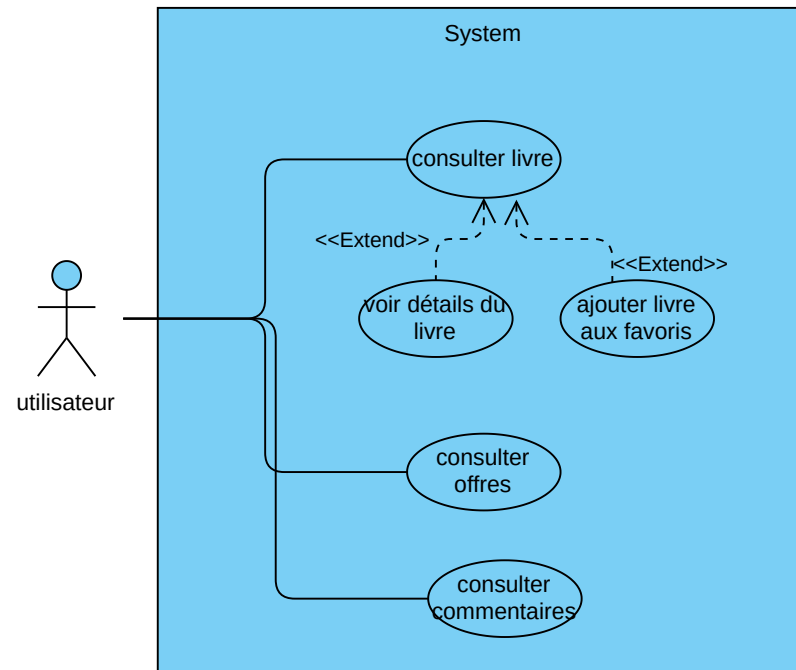 System
consulter livre
<<Extend>>
<<Extend>>
voir détails du
livre
ajouter livre
aux favoris
utilisateur
consulter
offres
consulter
commentaires